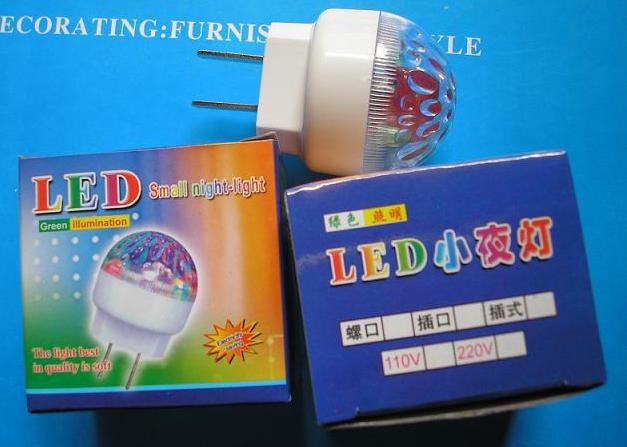 ECORATING:FURNIS YLE
LED Small night-light
Green illumination
The light best
in quality is soft
绿色 照明
LED小夜灯
螺口 插口 插式
110V 220V